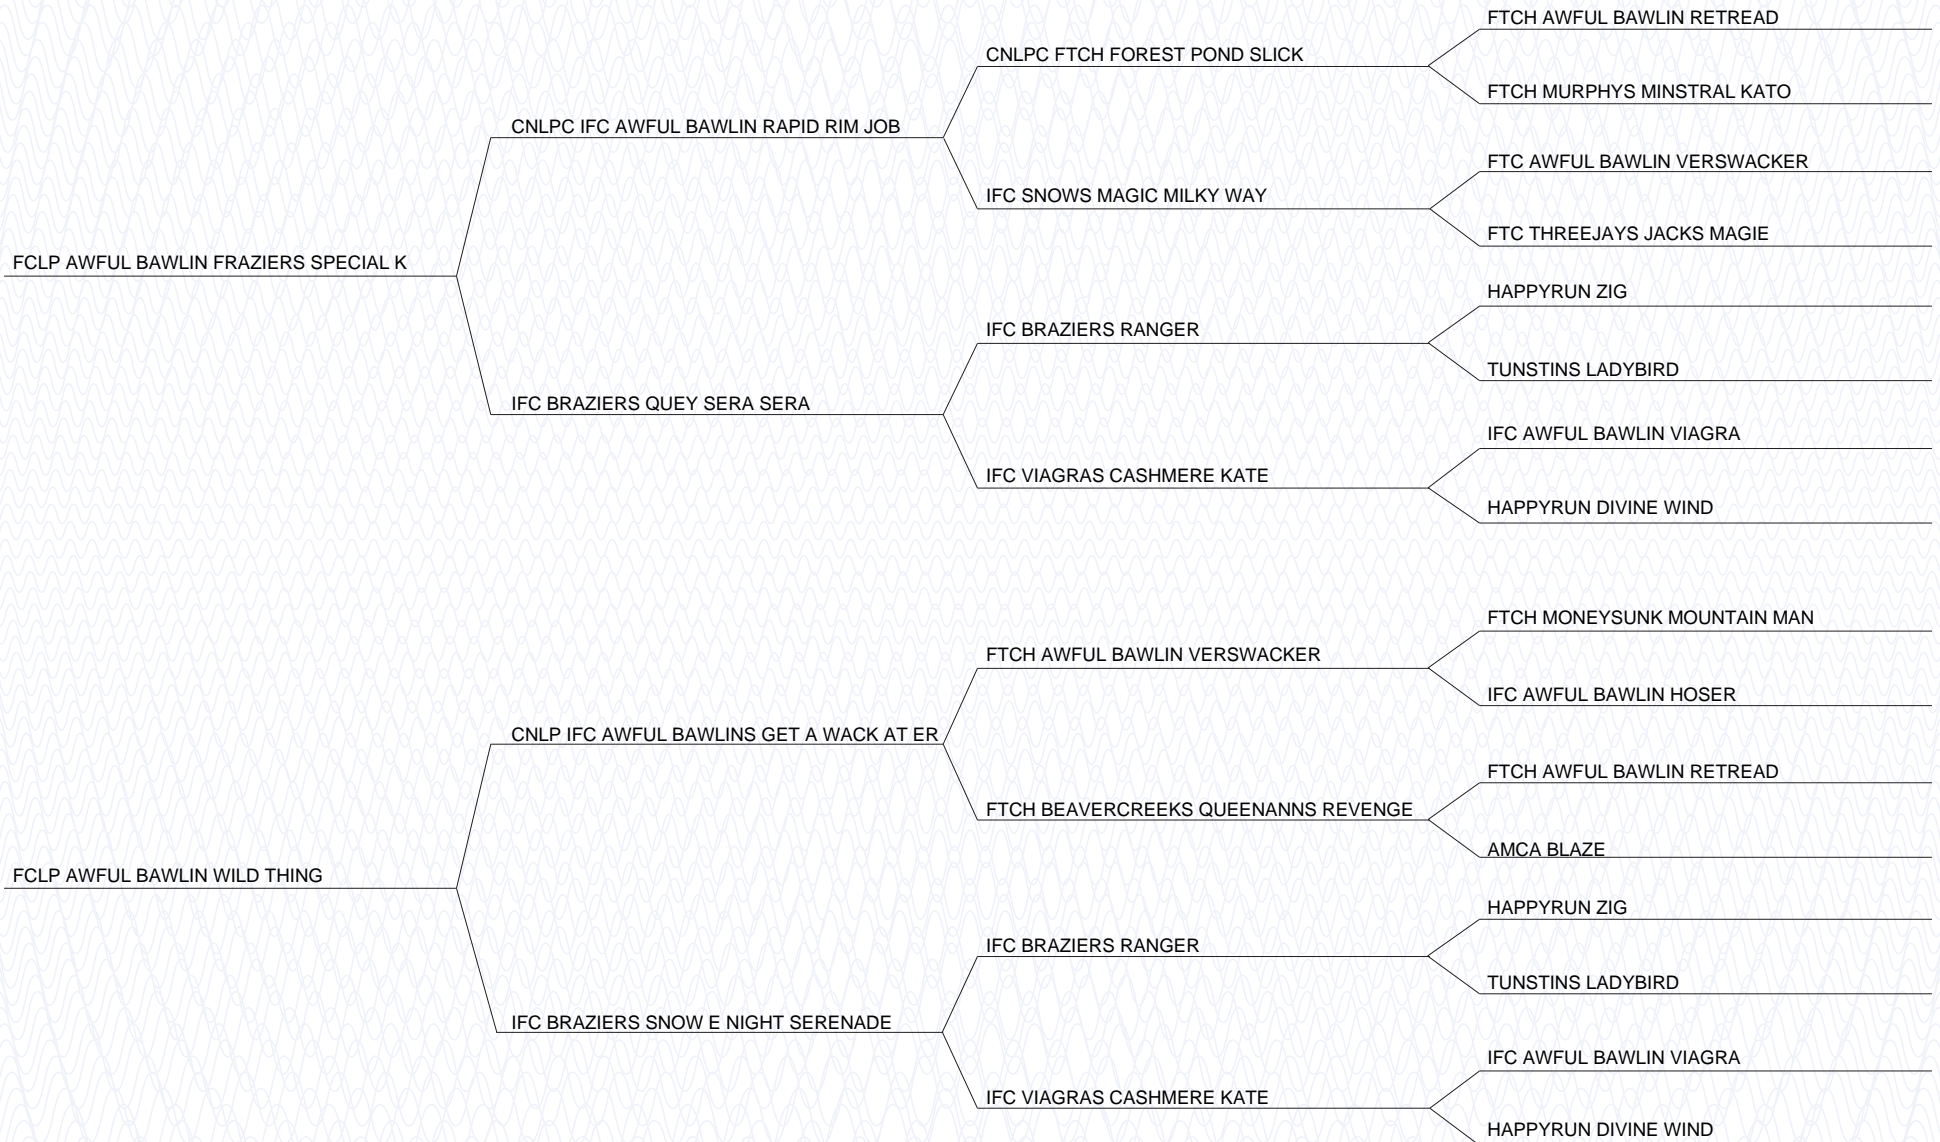 FTCH AWFUL BAWLIN RETREAD
CNLPC FTCH FOREST POND SLICK
FTCH MURPHYS MINSTRAL KATO
CNLPC IFC AWFUL BAWLIN RAPID RIM JOB
FTC AWFUL BAWLIN VERSWACKER
IFC SNOWS MAGIC MILKY WAY
FTC THREEJAYS JACKS MAGIE
FCLP AWFUL BAWLIN FRAZIERS SPECIAL K
HAPPYRUN ZIG
IFC BRAZIERS RANGER
TUNSTINS LADYBIRD
IFC BRAZIERS QUEY SERA SERA
IFC AWFUL BAWLIN VIAGRA
IFC VIAGRAS CASHMERE KATE
HAPPYRUN DIVINE WIND
FTCH MONEYSUNK MOUNTAIN MAN
FTCH AWFUL BAWLIN VERSWACKER
IFC AWFUL BAWLIN HOSER
CNLP IFC AWFUL BAWLINS GET A WACK AT ER
FTCH AWFUL BAWLIN RETREAD
FTCH BEAVERCREEKS QUEENANNS REVENGE
AMCA BLAZE
FCLP AWFUL BAWLIN WILD THING
HAPPYRUN ZIG
IFC BRAZIERS RANGER
TUNSTINS LADYBIRD
IFC BRAZIERS SNOW E NIGHT SERENADE
IFC AWFUL BAWLIN VIAGRA
IFC VIAGRAS CASHMERE KATE
HAPPYRUN DIVINE WIND